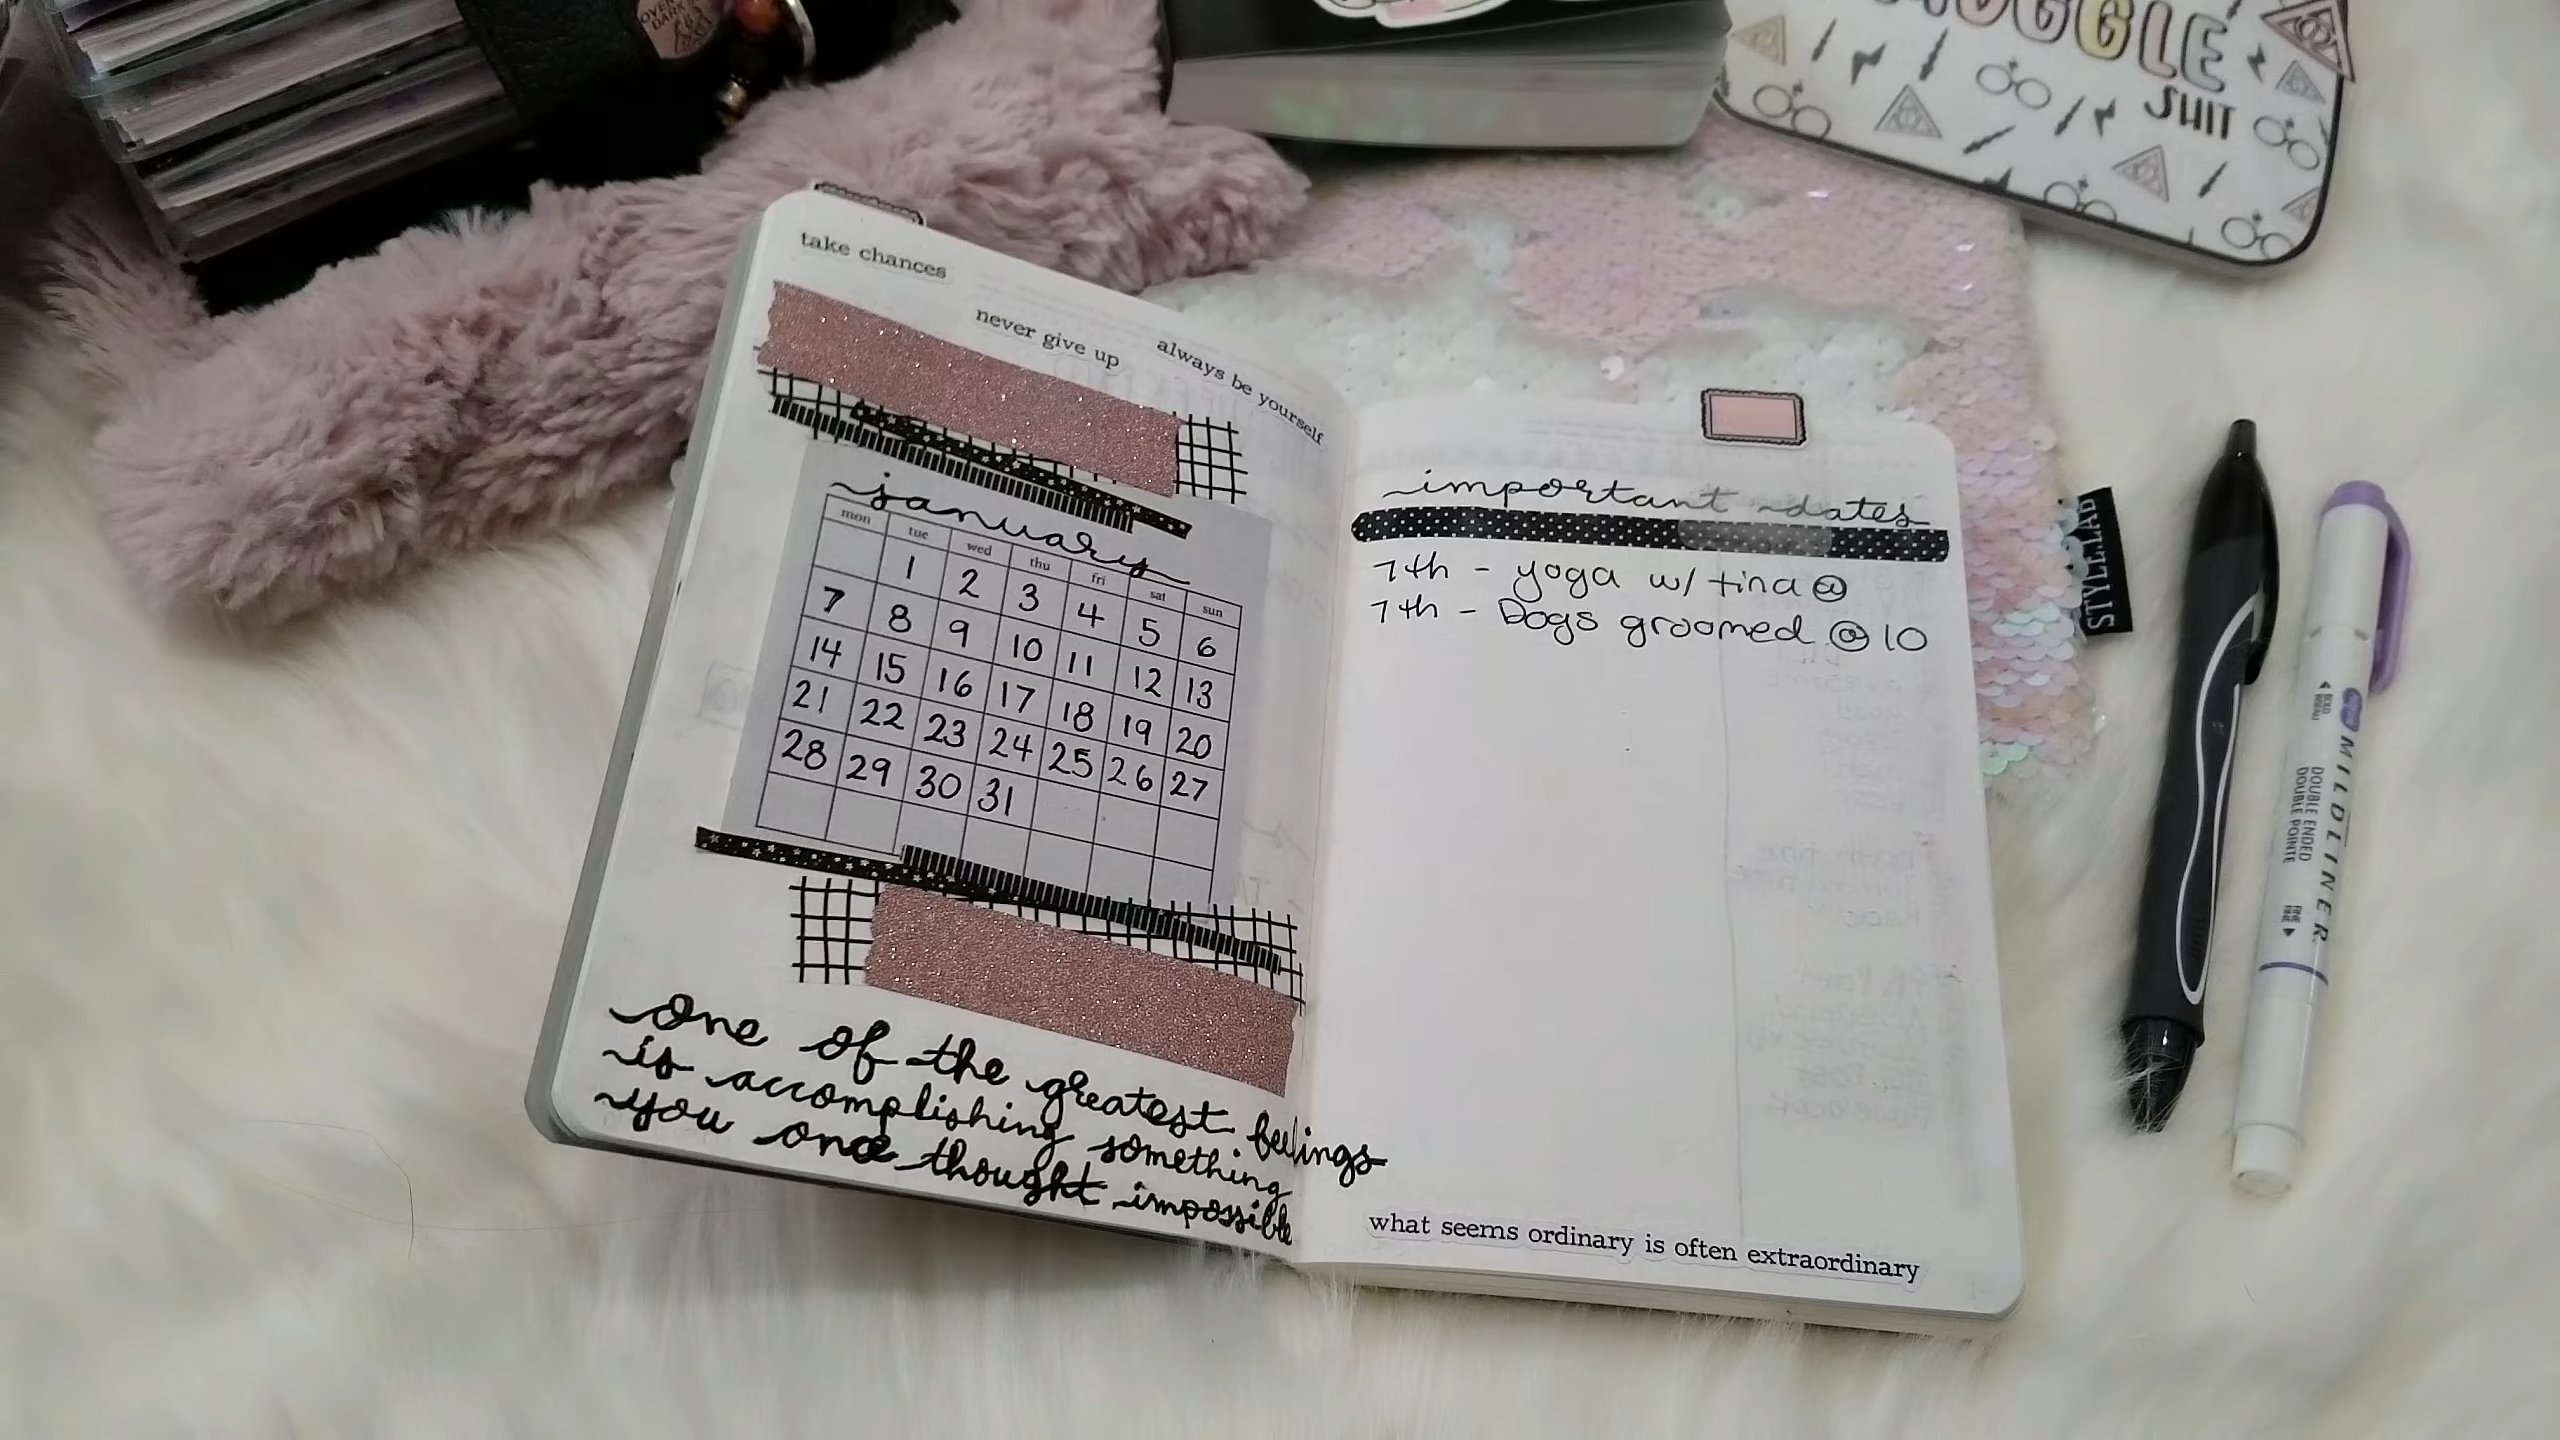 OVER
DARK
MUGGLE
SHIT
take chances
never give up
always be yourself
january
mon tue wed thu fri sat sun
1 2 3 4 5 6
7 8 9 10 11 12 13
14 15 16 17 18 19 20
21 22 23 24 25 26 27
28 29 30 31
one of the greatest feelings
is accomplishing something
you once thought impossible
important dates
7th - yoga w/ tina @
7th - Dogs groomed @ 10
what seems ordinary is often extraordinary
STYLE.LAB
MILDLINER
DOUBLE ENDED
DOUBLE POINTE